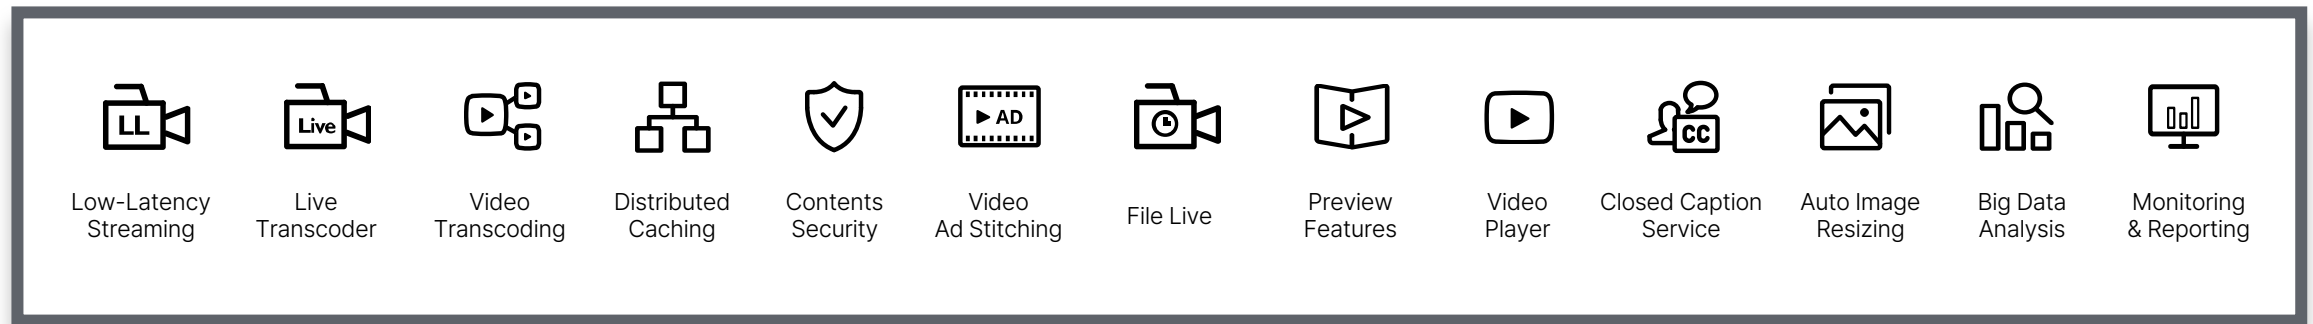 LL
Live
AD
CC
Low-Latency
Streaming
Live
Transcoder
Video
Transcoding
Distributed
Caching
Contents
Security
Video
Ad Stitching
File Live
Preview
Features
Video
Player
Closed Caption
Service
Auto Image
Resizing
Big Data
Analysis
Monitoring
& Reporting